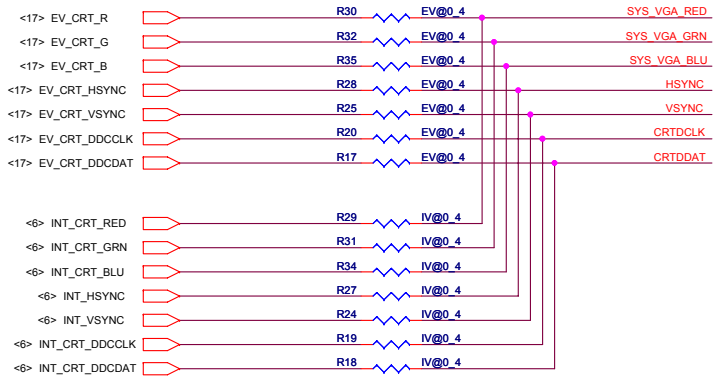 <17> EV_CRT_R R30 EV@0_4 SYS_VGA_RED
<17> EV_CRT_G R32 EV@0_4 SYS_VGA_GRN
<17> EV_CRT_B R35 EV@0_4 SYS_VGA_BLU
<17> EV_CRT_HSYNC R28 EV@0_4 HSYNC
<17> EV_CRT_VSYNC R25 EV@0_4 VSYNC
<17> EV_CRT_DDCCLK R20 EV@0_4 CRTDCLK
<17> EV_CRT_DDCDAT R17 EV@0_4 CRTDDAT
<6> INT_CRT_RED R29 IV@0_4
<6> INT_CRT_GRN R31 IV@0_4
<6> INT_CRT_BLU R34 IV@0_4
<6> INT_HSYNC R27 IV@0_4
<6> INT_VSYNC R24 IV@0_4
<6> INT_CRT_DDCCLK R19 IV@0_4
<6> INT_CRT_DDCDAT R18 IV@0_4